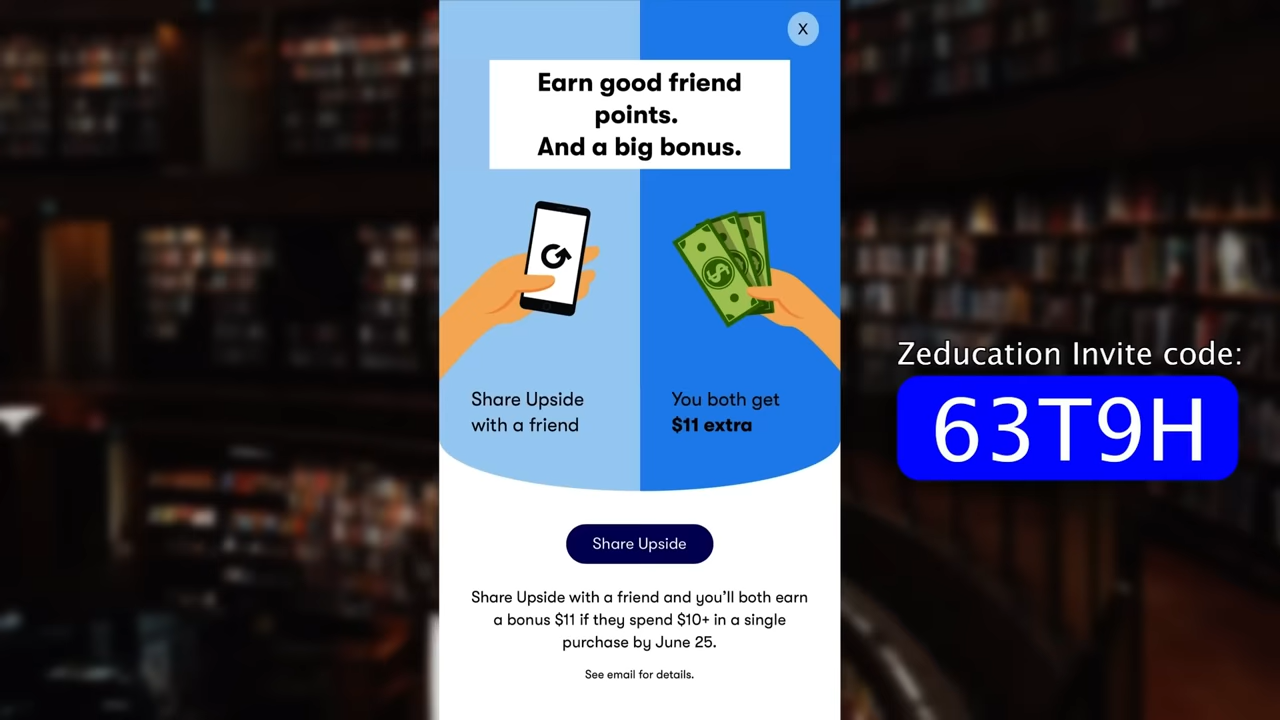 X
Earn good friend
points.
And a big bonus.
Share Upside
with a friend
You both get
$11 extra
Zeducation Invite code:
63T9H
Share Upside
Share Upside with a friend and you'll both earn
a bonus $11 if they spend $10+ in a single
purchase by June 25.
See email for details.